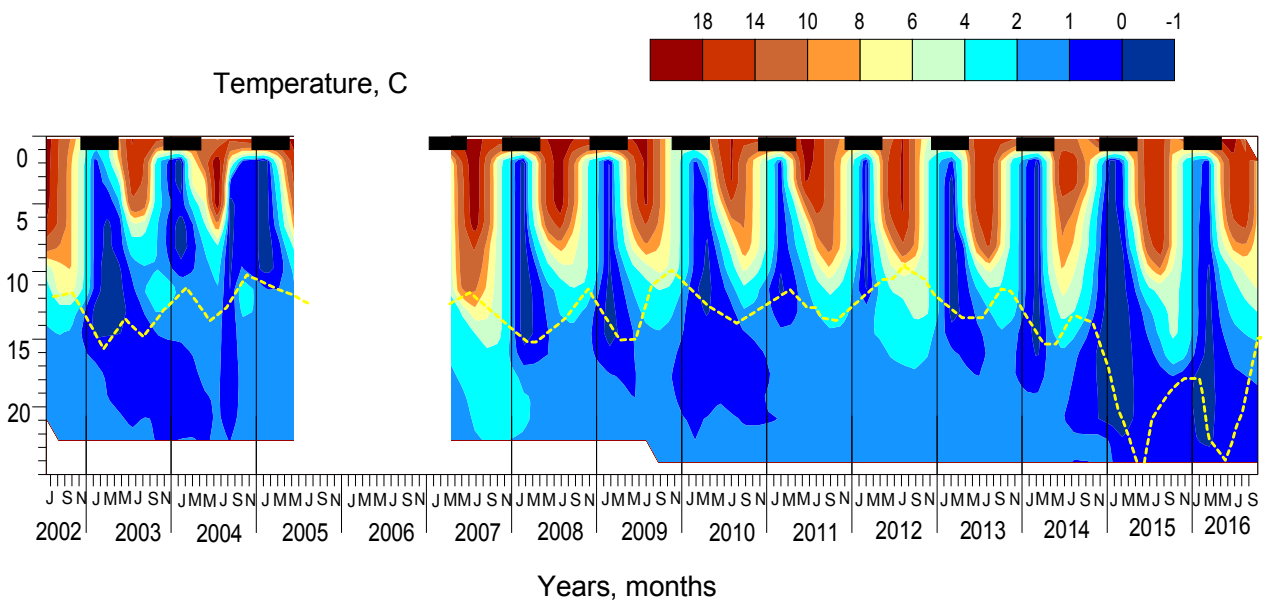 18 14 10 8 6 4 2 1 0 -1
Temperature, C
0
5
10
15
20
J S N J M M J S N J M M J S N J M M J S N J M M J S N J M M J S N J M M J S N J M M J S N J M M J S N J M M J S N J M M J S N J M M J S N J M M J S N J M M J S N J M M J S
2002 2003 2004 2005 2006 2007 2008 2009 2010 2011 2012 2013 2014 2015 2016
Years, months